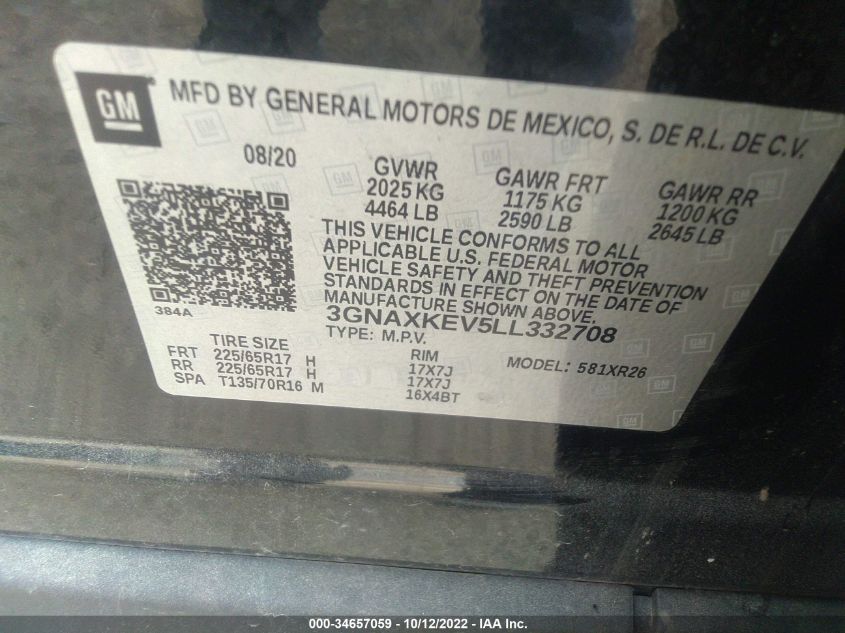 GM
MFD BY GENERAL MOTORS DE MEXICO, S. DE R.L. DE C.V.
08/20
GVWR
2025 KG
4464 LB
GAWR FRT
1175 KG
2590 LB
GAWR RR
1200 KG
2645 LB
THIS VEHICLE CONFORMS TO ALL
APPLICABLE U.S. FEDERAL MOTOR
VEHICLE SAFETY AND THEFT PREVENTION
STANDARDS IN EFFECT ON THE DATE OF
MANUFACTURE SHOWN ABOVE.
384A
3GNAXKEV5LL332708
TYPE: M.P.V.
MODEL: 581XR26
TIRE SIZE RIM
FRT 225/65R17 H 17X7J
RR 225/65R17 H 17X7J
SPA T135/70R16 M 16X4BT
000-34657059 - 10/12/2022 - IAA Inc.